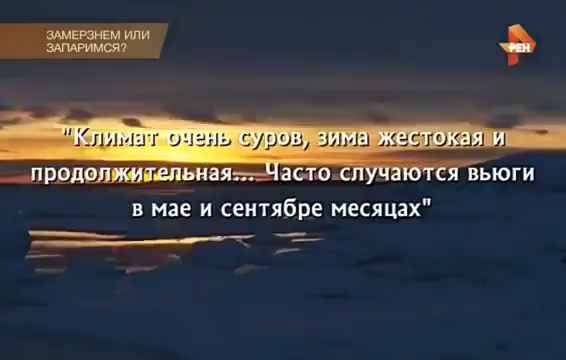 ЗАМЕРЗНЕМ ИЛИ
ЗАПАРИМСЯ?
РЕН
"Климат очень суров, зима жестокая и
продолжительная... Часто случаются вьюги
в мае и сентябре месяцах"